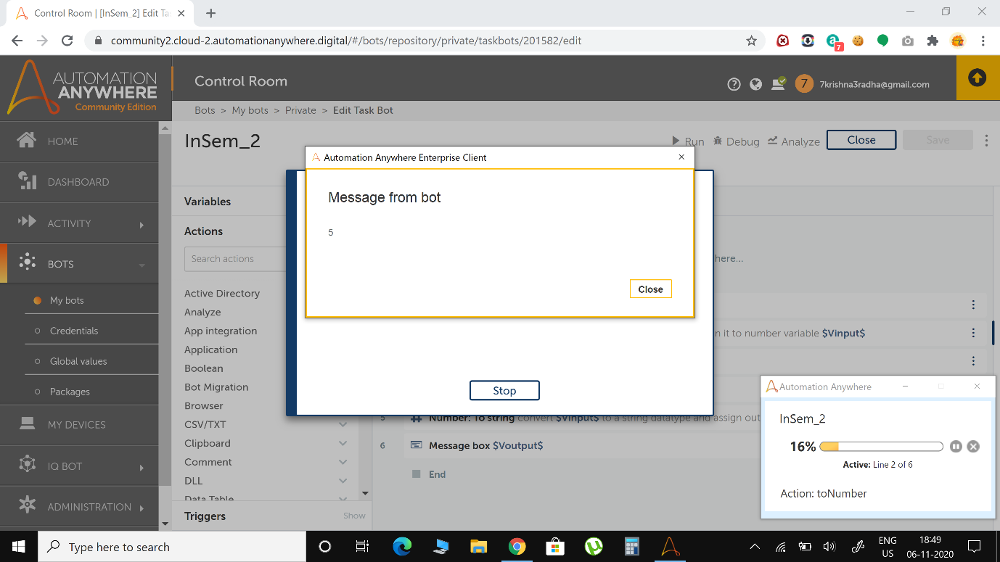 Control Room | [InSem_2] Edit Ta
community2.cloud-2.automationanywhere.digital/#/bots/repository/private/taskbots/201582/edit
7
AUTOMATION
ANYWHERE
Community Edition
Control Room
7
7krishna3radha@gmail.com
Bots > My bots > Private > Edit Task Bot
HOME
DASHBOARD
ACTIVITY
BOTS
My bots
Credentials
Global values
Packages
MY DEVICES
IQ BOT
ADMINISTRATION
InSem_2
Run
Debug
Analyze
Close
Save
Variables
Actions
Search actions
Active Directory
Analyze
App integration
Application
Boolean
Bot Migration
Browser
CSV/TXT
Clipboard
Comment
DLL
Data Table
Triggers
Show
Automation Anywhere Enterprise Client
Message from bot
5
Close
Stop
here...
n it to number variable $Vinput$
5 Number: To string convert $Vinput$ to a string datatype and assign out
6 Message box $Voutput$
End
Automation Anywhere
InSem_2
16%
Active: Line 2 of 6
Action: toNumber
Type here to search
ENG
US
18:49
06-11-2020